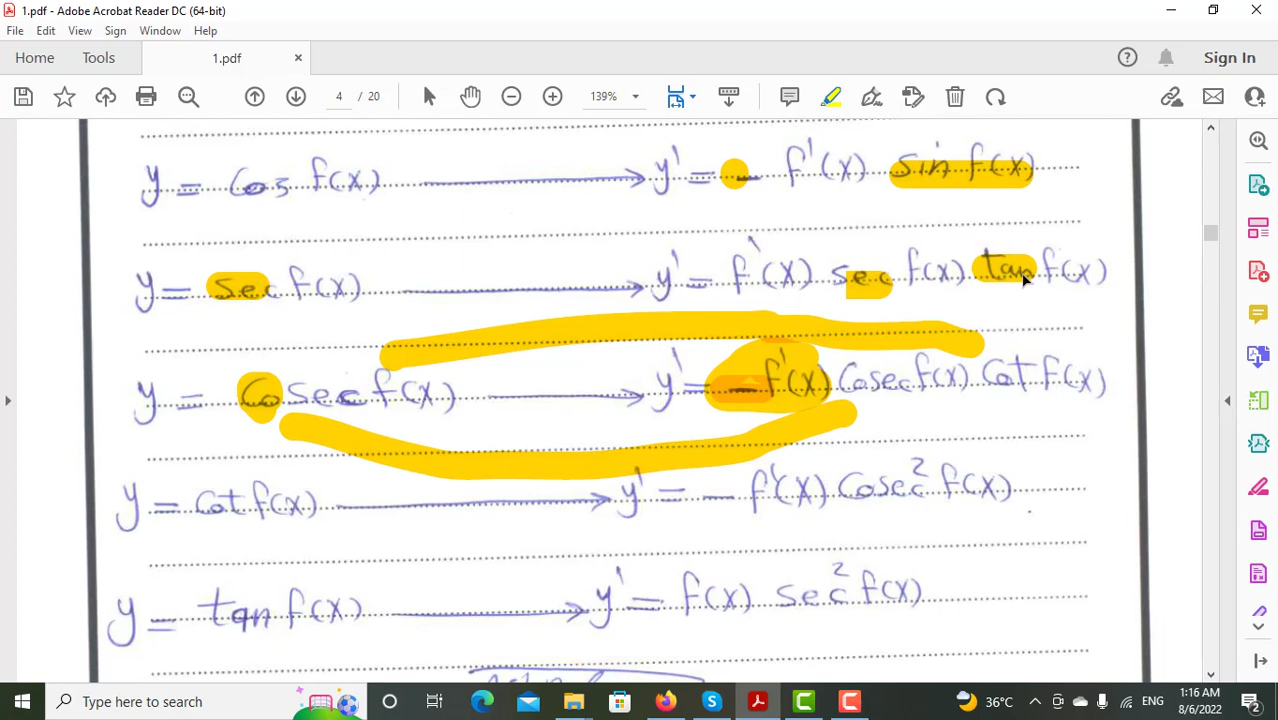 1.pdf - Adobe Acrobat Reader DC (64-bit)
File Edit View Sign Window Help
Home Tools 1.pdf × Sign In
4 / 20 139%
y = Cos f(x) → y' = - f'(x) sin f(x)
y = sec f(x) → y' = f'(x) sec f(x) tan f(x)
y = Cosec f(x) → y' = - f'(x) Cosec f(x) Cot f(x)
y = Cot f(x) → y' = - f'(x) Cosec² f(x)
y = tan f(x) → y' = f(x) sec² f(x)
Type here to search 36°C ENG 1:16 AM
8/6/2022 2